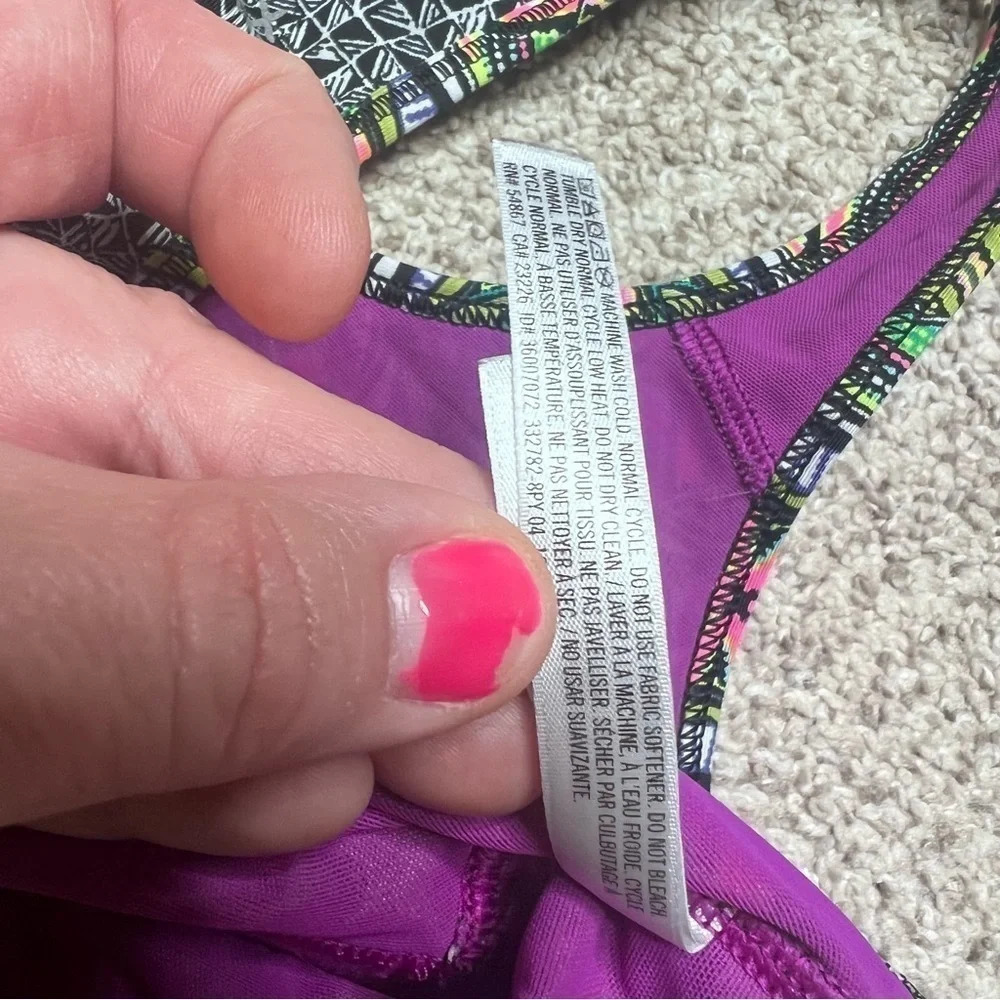 MACHINE WASH COLD, NORMAL CYCLE. DO NOT USE FABRIC SOFTENER. DO NOT BLEACH.
TUMBLE DRY NORMAL CYCLE LOW HEAT. DO NOT DRY CLEAN. / LAVER À LA MACHINE, À L'EAU FROIDE, CYCLE
NORMAL. NE PAS UTILISER D'ASSOUPLISSANT POUR TISSU. NE PAS JAVELLISER. SÉCHER PAR CULBUTAGE À
CYCLE NORMAL, À BASSE TEMPÉRATURE. NE PAS NETTOYER À SEC. / NO USAR SUAVIZANTE.
RN# 54867 CA# 23226 ID# 36007072 332782-8PY 04